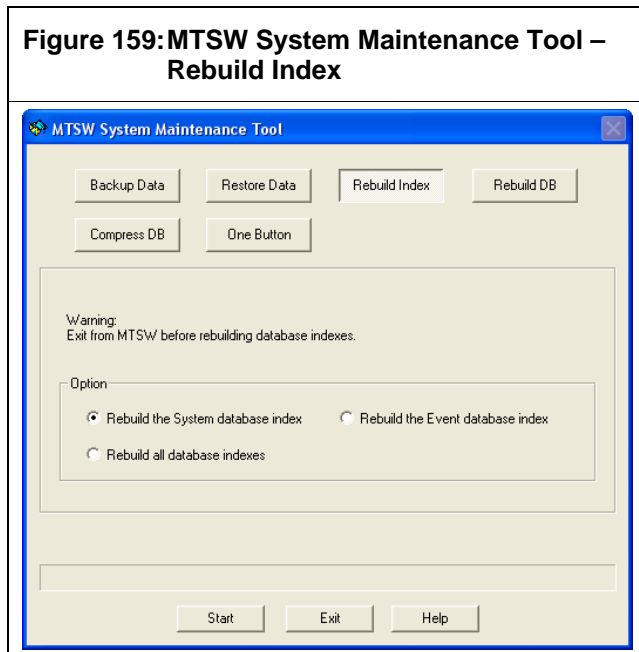 Figure 159: MTSW System Maintenance Tool –
Rebuild Index
MTSW System Maintenance Tool
Backup Data
Restore Data
Rebuild Index
Rebuild DB
Compress DB
One Button
Warning:
Exit from MTSW before rebuilding database indexes.
Option
Rebuild the System database index
Rebuild the Event database index
Rebuild all database indexes
Start
Exit
Help